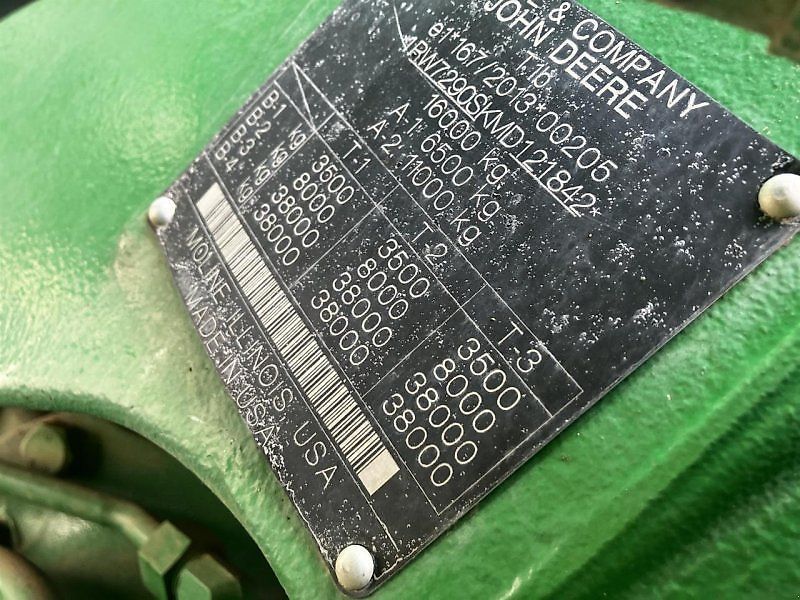 & COMPANY
JOHN DEERE
T1b
e1*167/2013*00205
*1RW7290SKMD121842*
16000 kg
A-1: 6500 kg
A-2: 11000 kg
T-1 T-2 T-3
B-1 kg 3500 3500 3500
B-2 kg 8000 8000 8000
B-3 kg 38000 38000 38000
B-4 kg 38000 38000 38000
MOLINE, ILLINOIS, USA
MADE IN USA